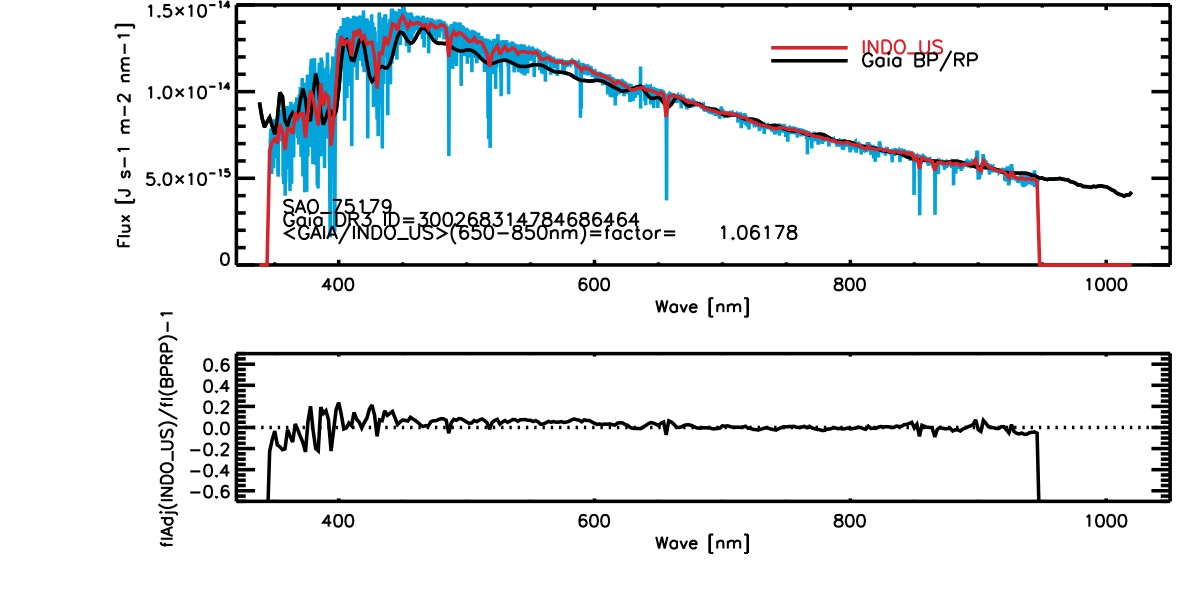 1.5×10−14
1.0×10−14
5.0×10−15
0
Flux [J s−1 m−2 nm−1]
INDO_US
Gaia BP/RP
SAO_75179
Gaia DR3 ID=300268314784686464
<GAIA/INDO_US>(650−850nm)=factor= 1.06178
400 600 800 1000
Wave [nm]
0.6
0.4
0.2
0.0
−0.2
−0.4
−0.6
flAdj(INDO_US)/fl(BPRP)−1
400 600 800 1000
Wave [nm]